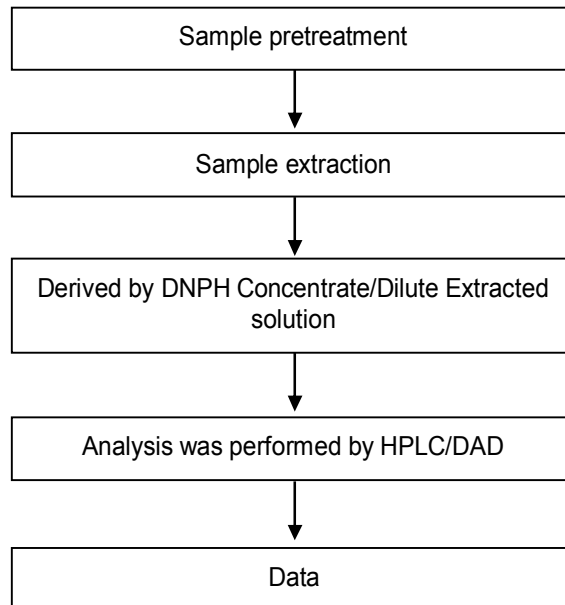 Sample pretreatment
Sample extraction
Derived by DNPH Concentrate/Dilute Extracted
solution
Analysis was performed by HPLC/DAD
Data